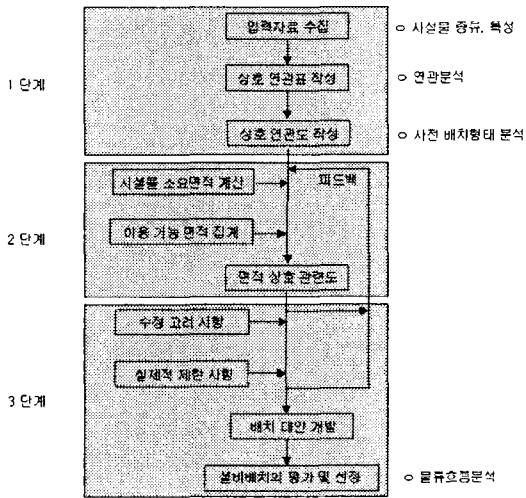 입력자료 수집
o 시설물 종류, 특성
1 단계
상호 연관표 작성
o 연관분석
상호 연관도 작성
o 사전 배치형태 분석
시설물 소요면적 계산
피드백
2 단계
이용 가능 면적 집계
면적 상호 관련도
수정 고려 사항
실제적 제한 사항
3 단계
배치 대안 개발
설비배치의 평가 및 선정
o 물류흐름분석